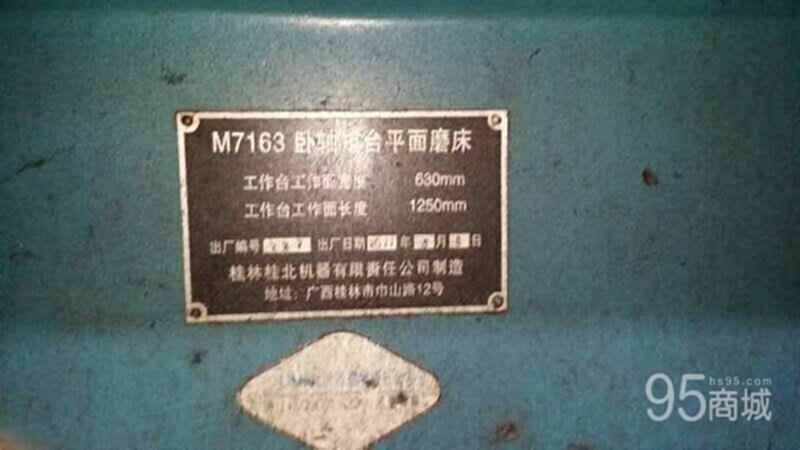 M7163 卧轴矩台平面磨床
工作台工作面宽度 630mm
工作台工作面长度 1250mm
出厂编号 出厂日期 年 月 日
桂林桂北机器有限责任公司制造
地址：广西桂林市巾山路12号
95商城
hs95.com